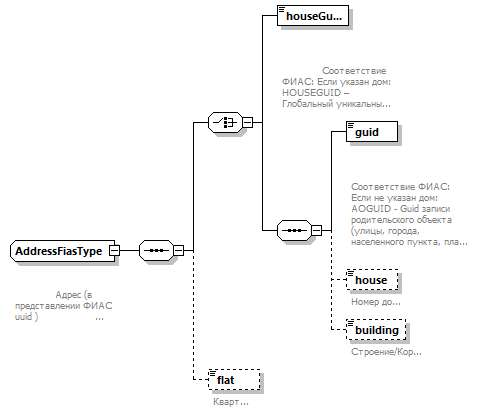 houseGu...
Соответствие
ФИАС: Если указан дом:
HOUSEGUID –
Глобальный уникальны...
guid
Соответствие ФИАС:
Если не указан дом:
AOGUID - Guid записи
родительского объекта
(улицы, города,
населенного пункта, пла...
AddressFiasType
Адрес (в
представлении ФИАС
uuid ) ...
house
Номер до...
building
Строение/Кор...
flat
Кварт...